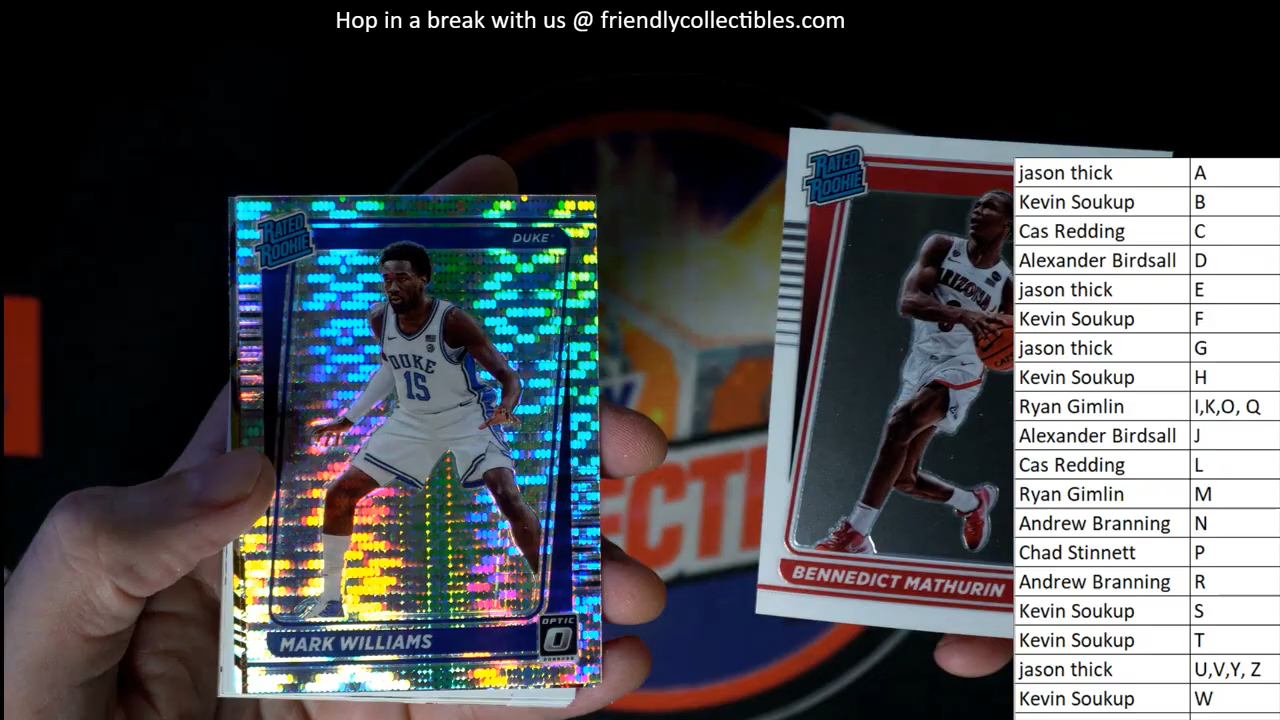 Hop in a break with us @ friendlycollectibles.com
RATED
ROOKIE
DUKE
DUKE
15
OPTIC
MARK WILLIAMS
RATED
ROOKIE
ARIZONA
BENNEDICT MATHURIN
ECTI
jason thick A
Kevin Soukup B
Cas Redding C
Alexander Birdsall D
jason thick E
Kevin Soukup F
jason thick G
Kevin Soukup H
Ryan Gimlin I,K,O, Q
Alexander Birdsall J
Cas Redding L
Ryan Gimlin M
Andrew Branning N
Chad Stinnett P
Andrew Branning R
Kevin Soukup S
Kevin Soukup T
jason thick U,V,Y, Z
Kevin Soukup W